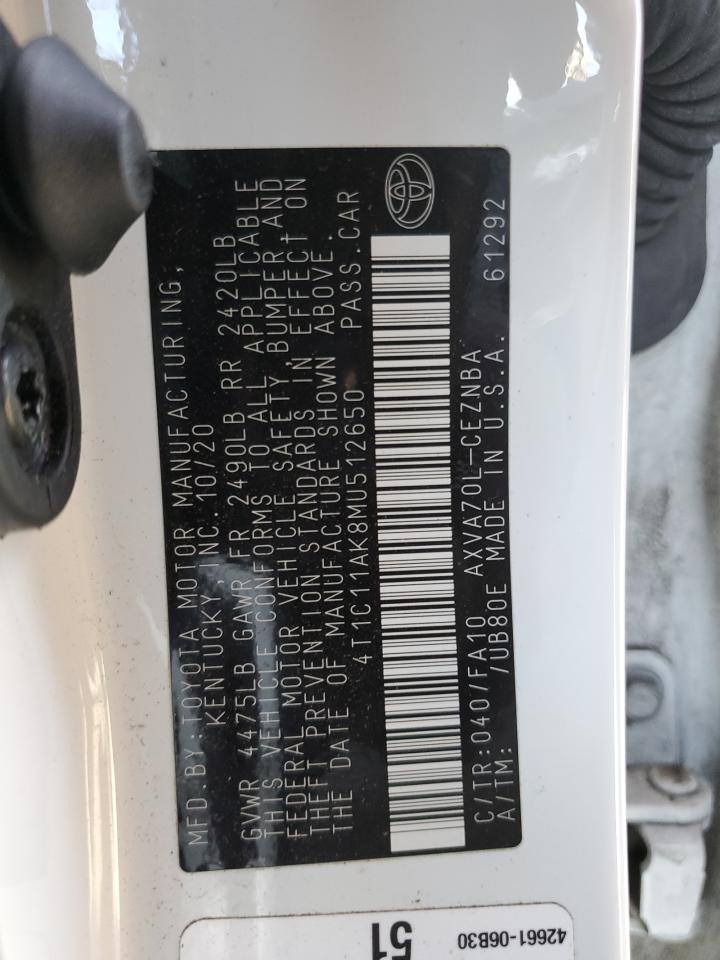 MFD.BY:TOYOTA MOTOR MANUFACTURING,
KENTUCKY, INC. 10/20
GVWR 4475LB GAWR FR 2490LB RR 2420LB
THIS VEHICLE CONFORMS TO ALL APPLICABLE
FEDERAL MOTOR VEHICLE SAFETY, BUMPER, AND
THEFT PREVENTION STANDARDS IN EFFECT ON
THE DATE OF MANUFACTURE SHOWN ABOVE.
4T1C11AK8MU512650 PASS.CAR
C/TR:040/FA10 AXVA70L-CEZNBA
A/TM: /UB80E MADE IN U.S.A. 61292
51
42661-06B30